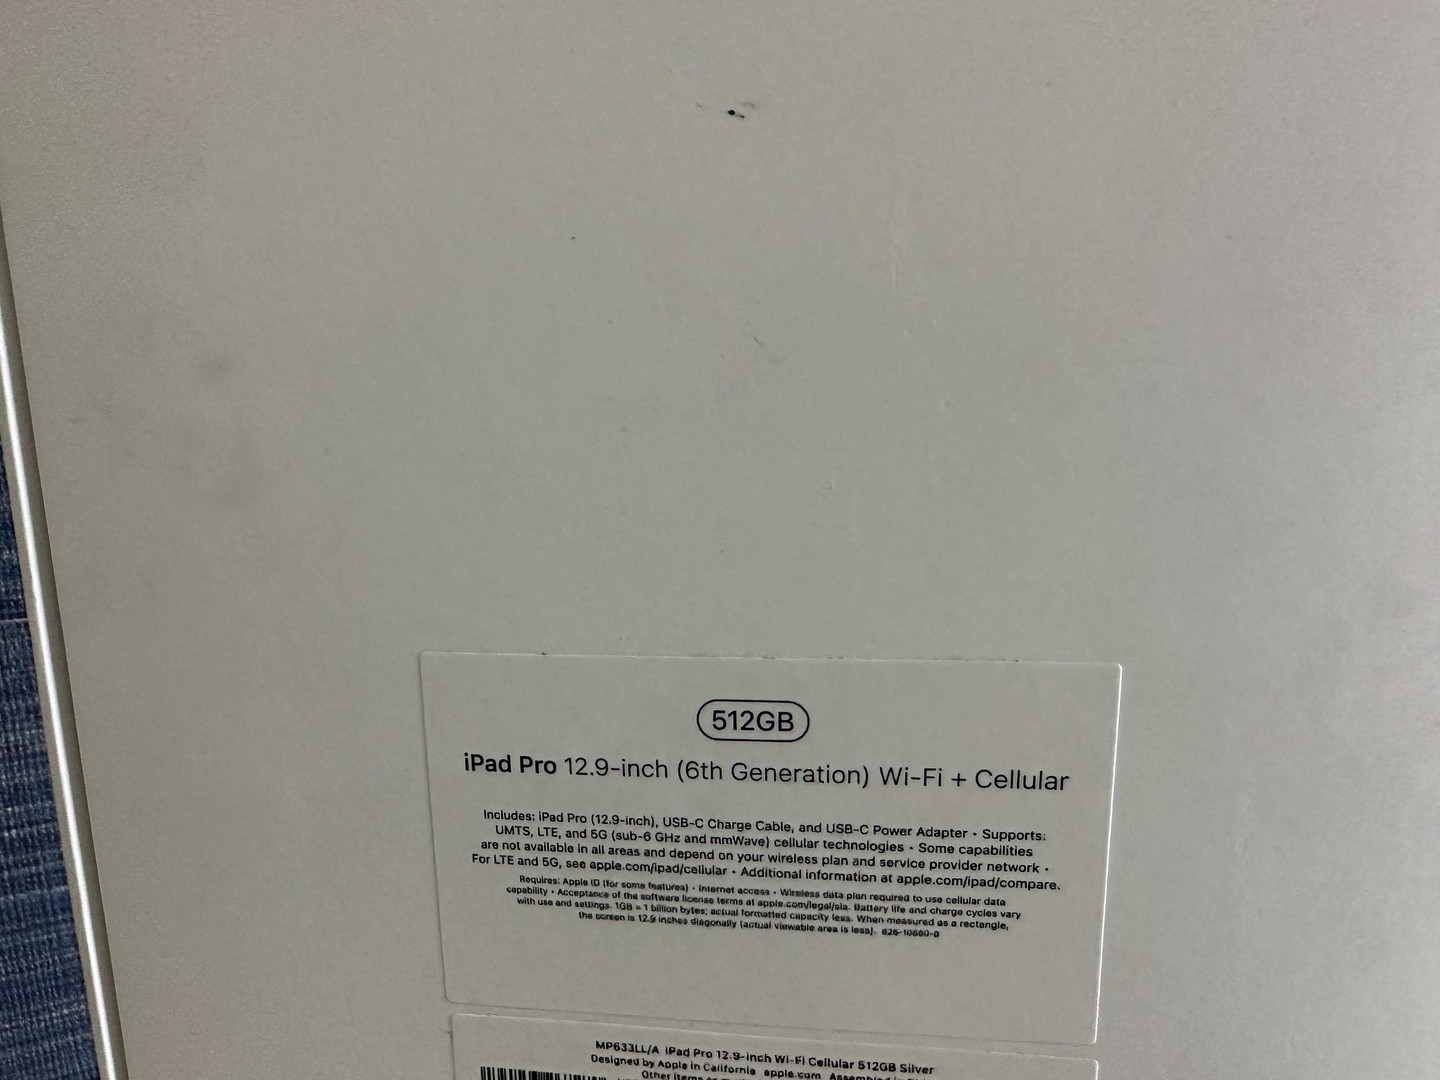 512GB
iPad Pro 12.9-inch (6th Generation) Wi-Fi + Cellular
Includes: iPad Pro (12.9-inch), USB-C Charge Cable, and USB-C Power Adapter • Supports:
UMTS, LTE, and 5G (sub-6 GHz and mmWave) cellular technologies • Some capabilities
are not available in all areas and depend on your wireless plan and service provider network •
For LTE and 5G, see apple.com/ipad/cellular • Additional information at apple.com/ipad/compare.
Requires: Apple ID (for some features) • Internet access • Wireless data plan required to use cellular data
capability • Acceptance of the software license terms at apple.com/legal/sla. Battery life and charge cycles vary
with use and settings. 1GB = 1 billion bytes; actual formatted capacity less. When measured as a rectangle,
the screen is 12.9 inches diagonally (actual viewable area is less).
MP633LL/A iPad Pro 12.9-inch Wi-Fi Cellular 512GB Silver
Designed by Apple in California apple.com Assembled in
Other items